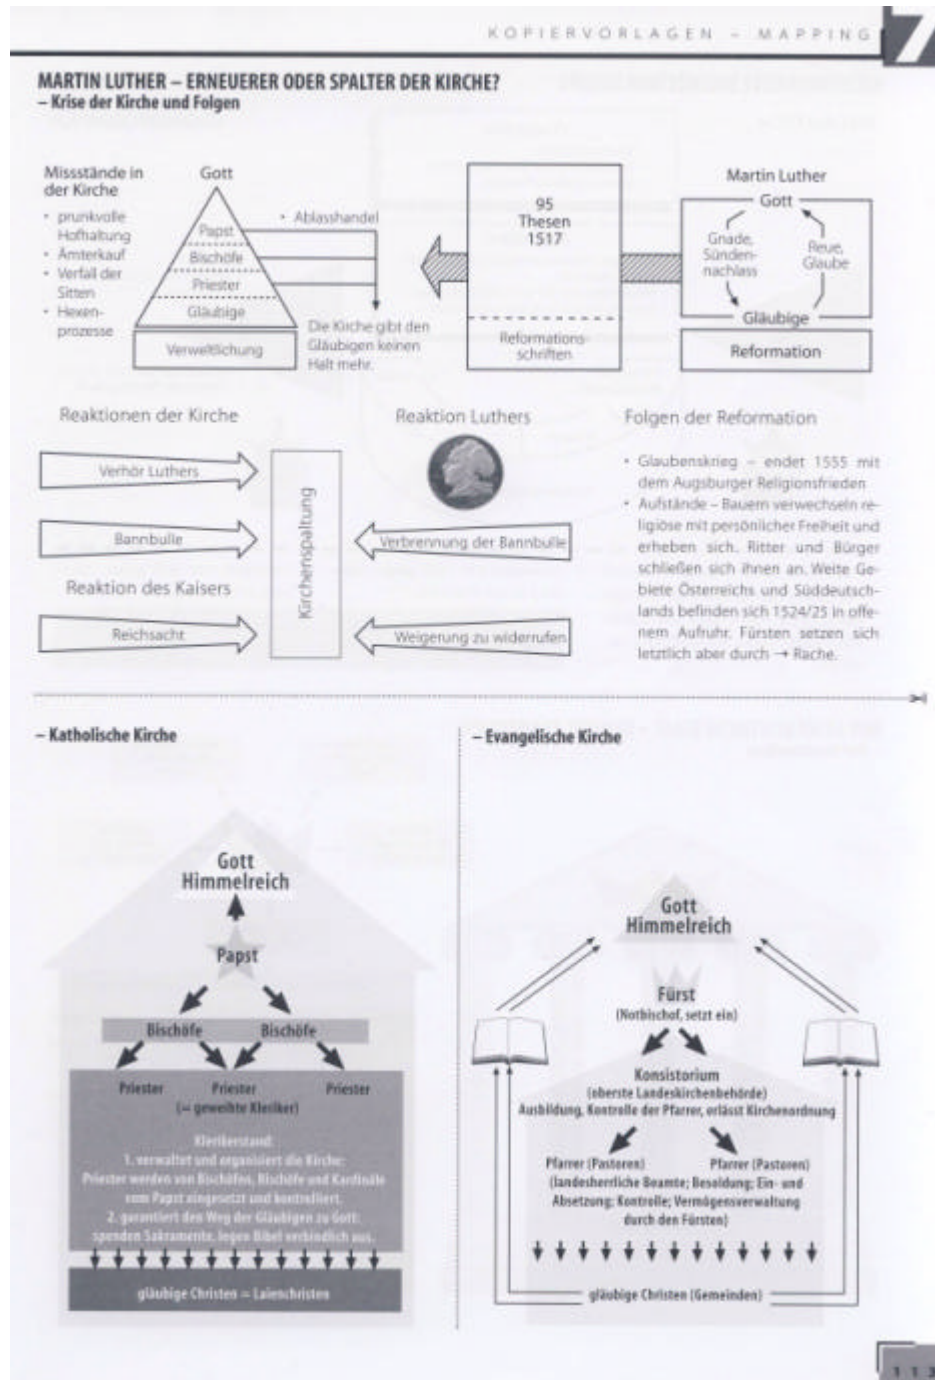 KOPIERVORLAGEN – MAPPING
7
MARTIN LUTHER – ERNEUERER ODER SPALTER DER KIRCHE?
– Krise der Kirche und Folgen
Missstände in
der Kirche
• prunkvolle
Hofhaltung
• Ämterkauf
• Verfall der
Sitten
• Hexen-
prozesse
Gott
Papst
Bischöfe
Priester
Gläubige
Verweltlichung
• Ablasshandel
Die Kirche gibt den
Gläubigen keinen
Halt mehr.
95
Thesen
1517
Reformations-
schriften
Martin Luther
Gott
Gnade,
Sünden-
nachlass
Reue,
Glaube
Gläubige
Reformation
Reaktionen der Kirche
Verhör Luthers
Bannbulle
Reaktion des Kaisers
Reichsacht
Kirchenspaltung
Reaktion Luthers
Verbrennung der Bannbulle
Weigerung zu widerrufen
Folgen der Reformation
• Glaubenskrieg – endet 1555 mit
dem Augsburger Religionsfrieden
• Aufstände – Bauern verwechseln re-
ligiöse mit persönlicher Freiheit und
erheben sich. Ritter und Bürger
schließen sich ihnen an. Weite Ge-
biete Österreichs und Süddeutsch-
lands befinden sich 1524/25 in offe-
nem Aufruhr. Fürsten setzen sich
letztlich aber durch → Rache.
– Katholische Kirche
Gott
Himmelreich
Papst
Bischöfe Bischöfe
Priester Priester Priester
(= geweihte Kleriker)
Klerikerstand:
1. verwaltet und organisiert die Kirche:
Priester werden von Bischöfen, Bischöfe und Kardinäle
vom Papst eingesetzt und kontrolliert.
2. garantiert den Weg der Gläubigen zu Gott:
spenden Sakramente, legen Bibel verbindlich aus.
gläubige Christen = Laienchristen
– Evangelische Kirche
Gott
Himmelreich
Fürst
(Notbischof, setzt ein)
Konsistorium
(oberste Landeskirchenbehörde)
Ausbildung, Kontrolle der Pfarrer, erlässt Kirchenordnung
Pfarrer (Pastoren) Pfarrer (Pastoren)
(landesherrliche Beamte; Besoldung; Ein- und
Absetzung; Kontrolle; Vermögensverwaltung
durch den Fürsten)
gläubige Christen (Gemeinden)
113